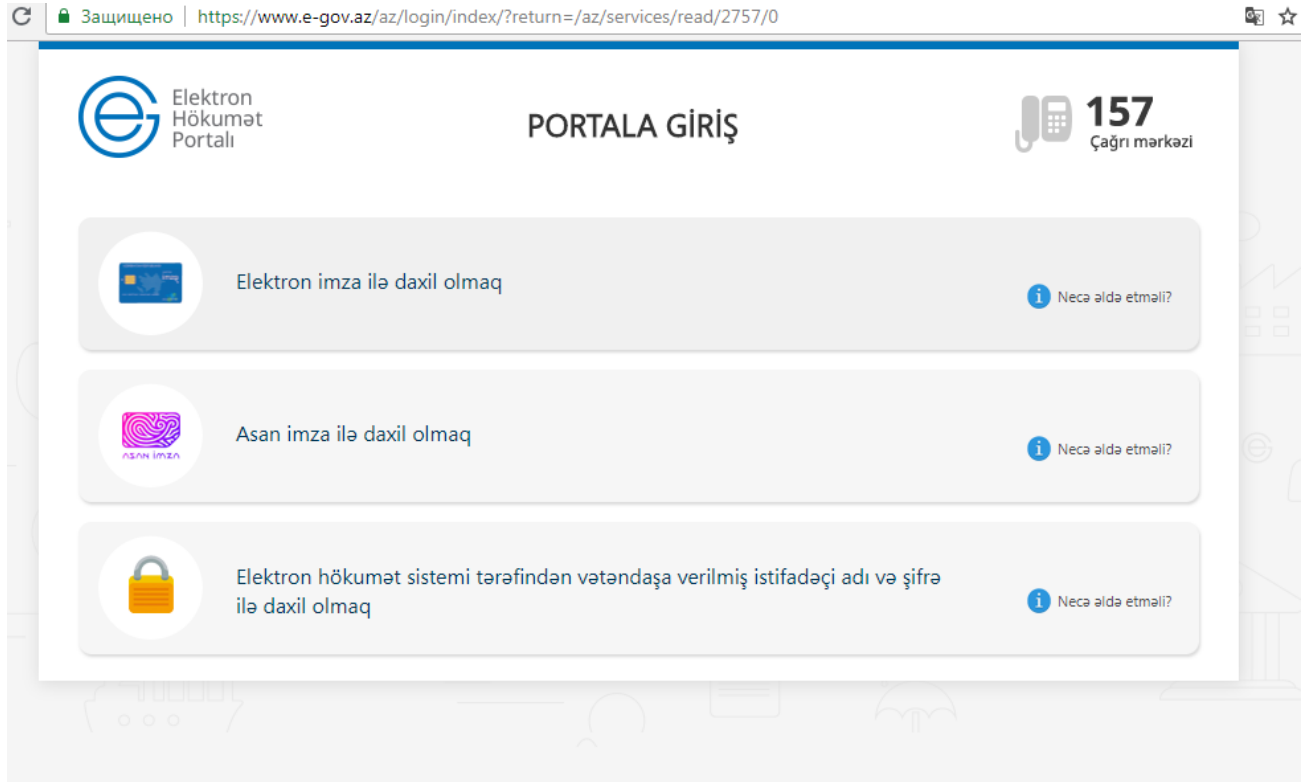 Защищено https://www.e-gov.az/az/login/index/?return=/az/services/read/2757/0
Elektron
Hökumət
Portalı
PORTALA GİRİŞ
157
Çağrı mərkəzi
Elektron imza ilə daxil olmaq
Necə əldə etməli?
Asan imza ilə daxil olmaq
ASAN İMZA
Necə əldə etməli?
Elektron hökumət sistemi tərəfindən vətəndaşa verilmiş istifadəçi adı və şifrə
ilə daxil olmaq
Necə əldə etməli?